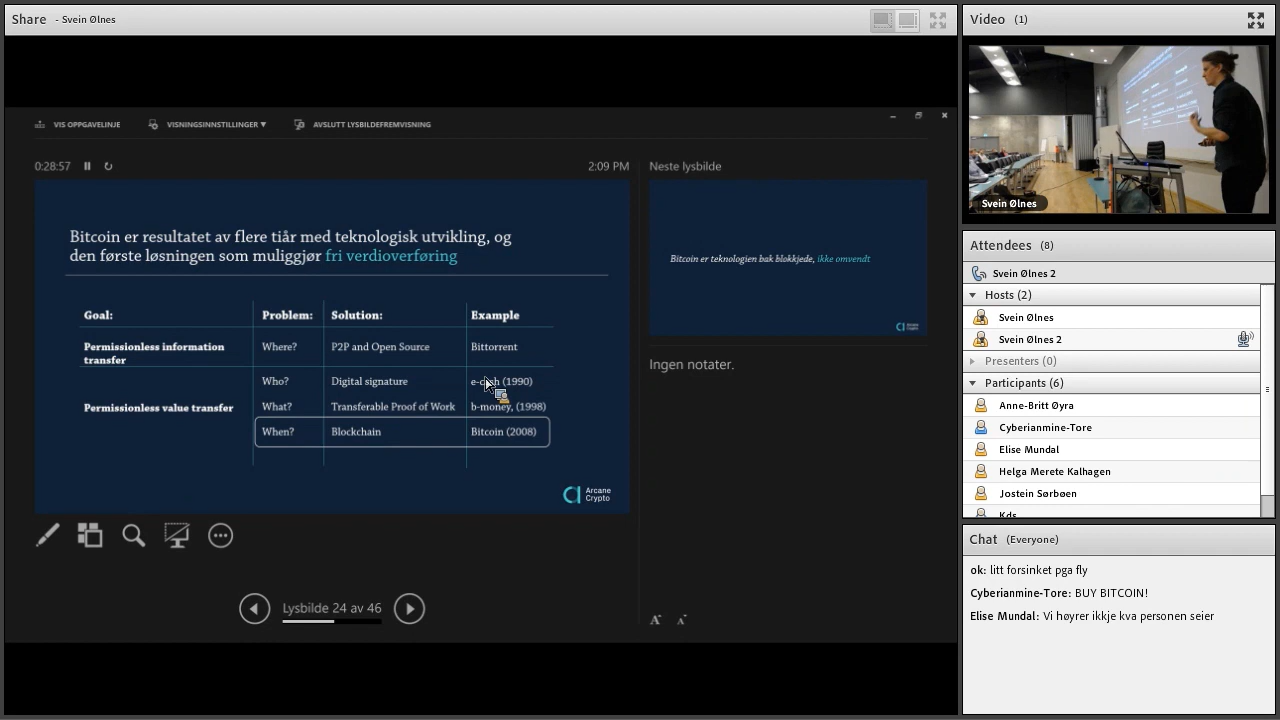 Share - Svein Ølnes
VIS OPPGAVELINJE
VISNINGSINNSTILLINGER ▾
AVSLUTT LYSBILDEFREMVISNING
0:28:57
2:09 PM
Bitcoin er resultatet av flere tiår med teknologisk utvikling, og
den første løsningen som muliggjør fri verdioverføring
Goal: Problem: Solution: Example
Permissionless information
transfer
Where? P2P and Open Source Bittorrent
Who? Digital signature (1990)
Permissionless value transfer What? Transferable Proof of Work b-money, (1998)
When? Blockchain Bitcoin (2008)
Arcane
Crypto
Lysbilde 24 av 46
Neste lysbilde
Bitcoin er teknologien bak blokkjede, ikke omvendt
Ingen notater.
A A
Video (1)
Svein Ølnes
Attendees (8)
Svein Ølnes 2
Hosts (2)
Svein Ølnes
Svein Ølnes 2
Presenters (0)
Participants (6)
Anne-Britt Øyra
Cyberianmine-Tore
Elise Mundal
Helga Merete Kalhagen
Jostein Sørbøen
Kds
Chat (Everyone)
ok: litt forsinket pga fly
Cyberianmine-Tore: BUY BITCOIN!
Elise Mundal: Vi høyrer ikkje kva personen seier